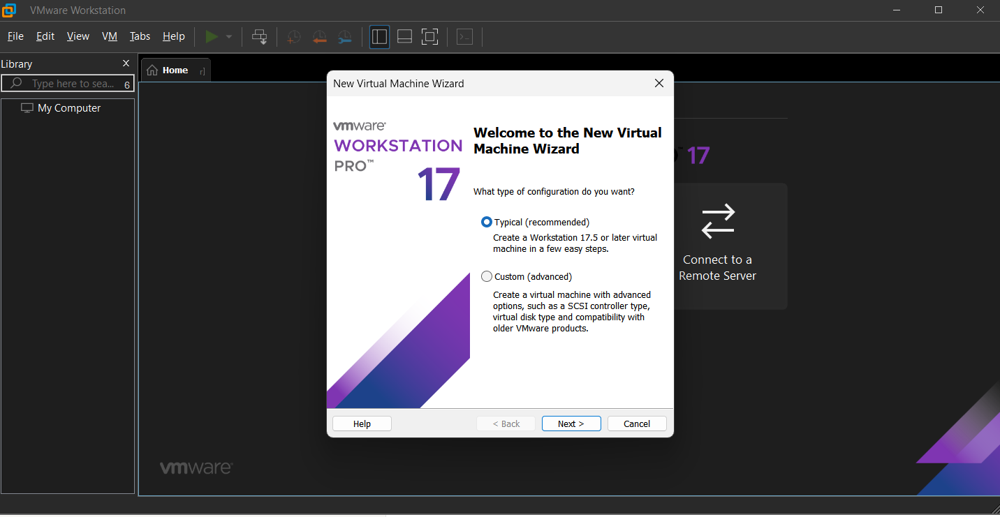 VMware Workstation
File Edit View VM Tabs Help
Library
Type here to sea...
My Computer
Home
New Virtual Machine Wizard
vmware®
WORKSTATION
PRO™
17
Welcome to the New Virtual
Machine Wizard
What type of configuration do you want?
Typical (recommended)
Create a Workstation 17.5 or later virtual
machine in a few easy steps.
Custom (advanced)
Create a virtual machine with advanced
options, such as a SCSI controller type,
virtual disk type and compatibility with
older VMware products.
Help < Back Next > Cancel
17
Connect to a
Remote Server
vmware®